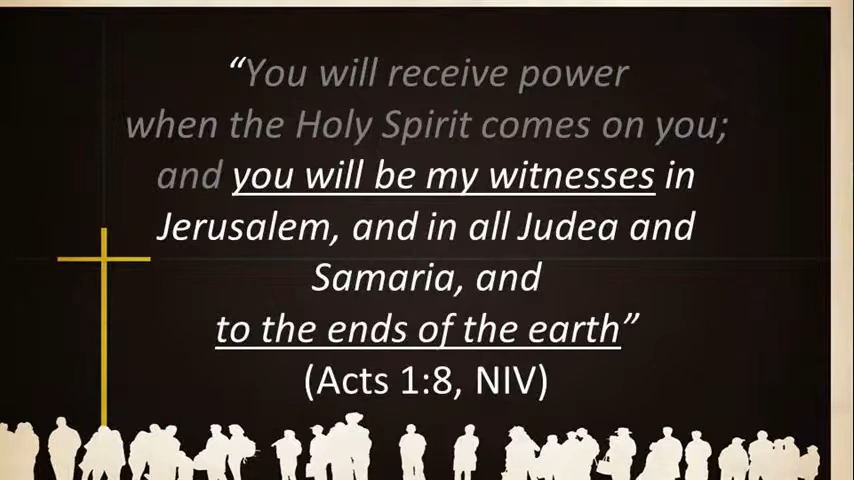 “You will receive power
when the Holy Spirit comes on you;
and you will be my witnesses in
Jerusalem, and in all Judea and
Samaria, and
to the ends of the earth”
(Acts 1:8, NIV)